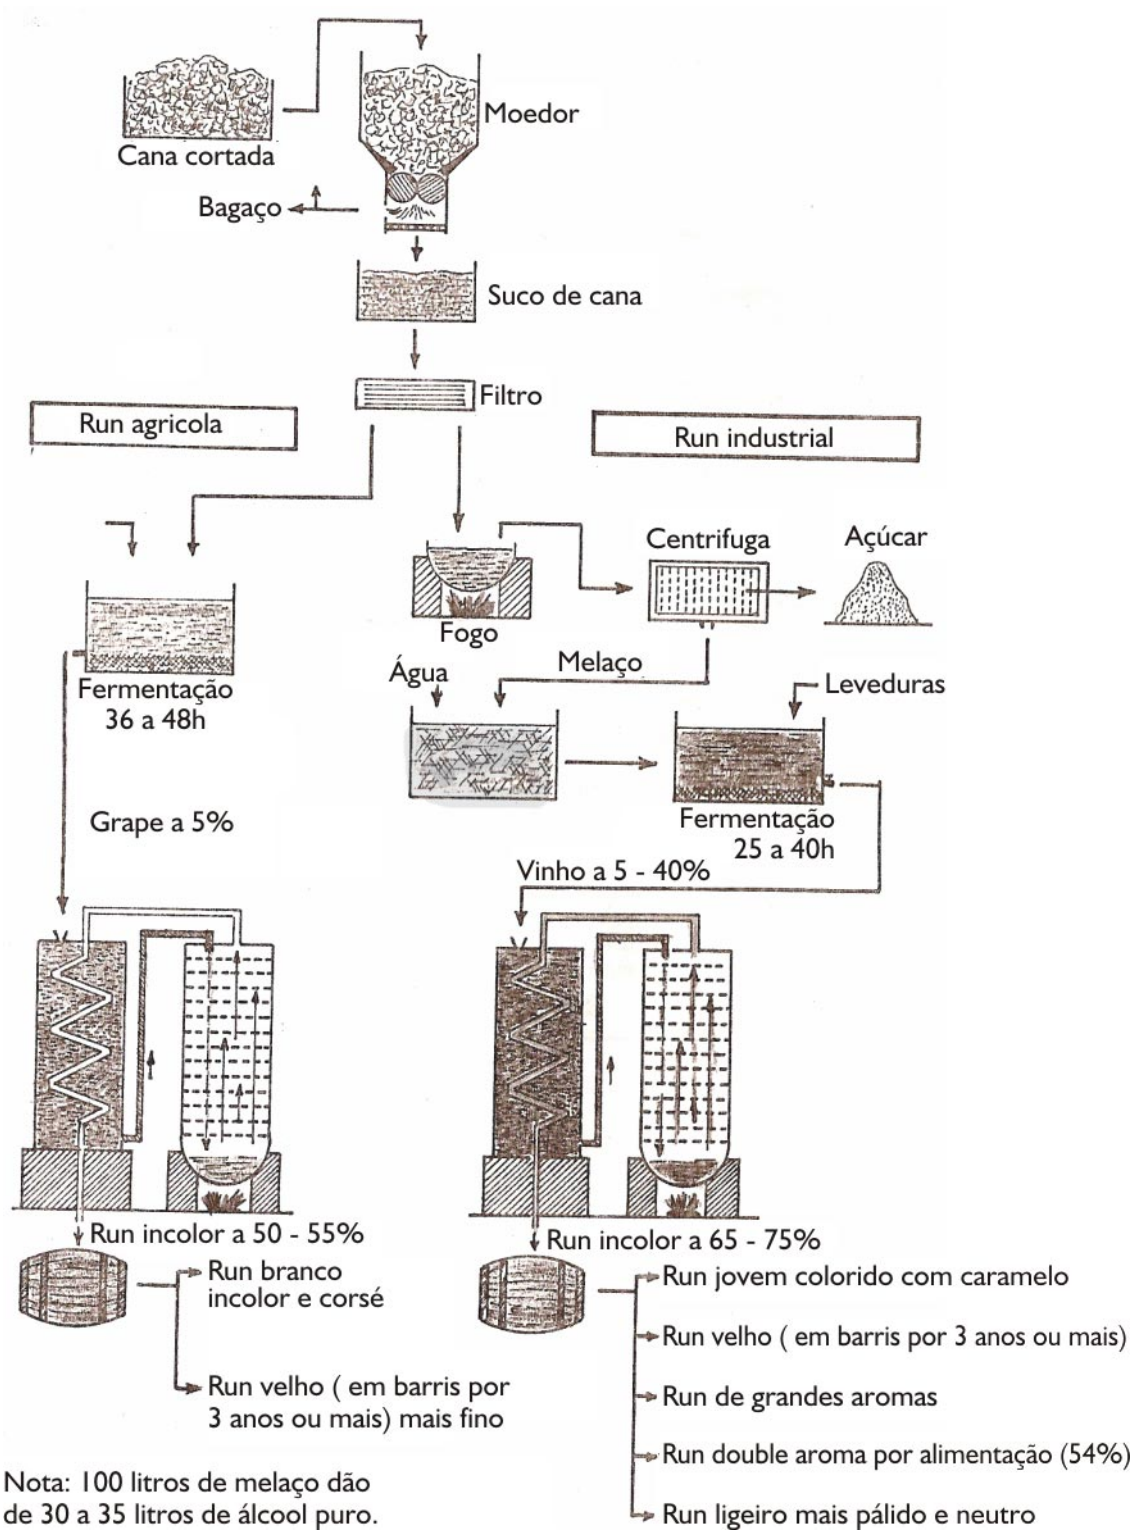 Cana cortada
Moedor
Bagaço
Suco de cana
Filtro
Run agricola
Run industrial
Centrifuga
Açúcar
Fogo
Fermentação
36 a 48h
Água
Melaço
Leveduras
Fermentação
25 a 40h
Grape a 5%
Vinho a 5 - 40%
Run incolor a 50 - 55%
Run incolor a 65 - 75%
Run branco
incolor e corsé
Run velho ( em barris por
3 anos ou mais) mais fino
Run jovem colorido com caramelo
Run velho ( em barris por 3 anos ou mais)
Run de grandes aromas
Run double aroma por alimentação (54%)
Run ligeiro mais pálido e neutro
Nota: 100 litros de melaço dão
de 30 a 35 litros de álcool puro.